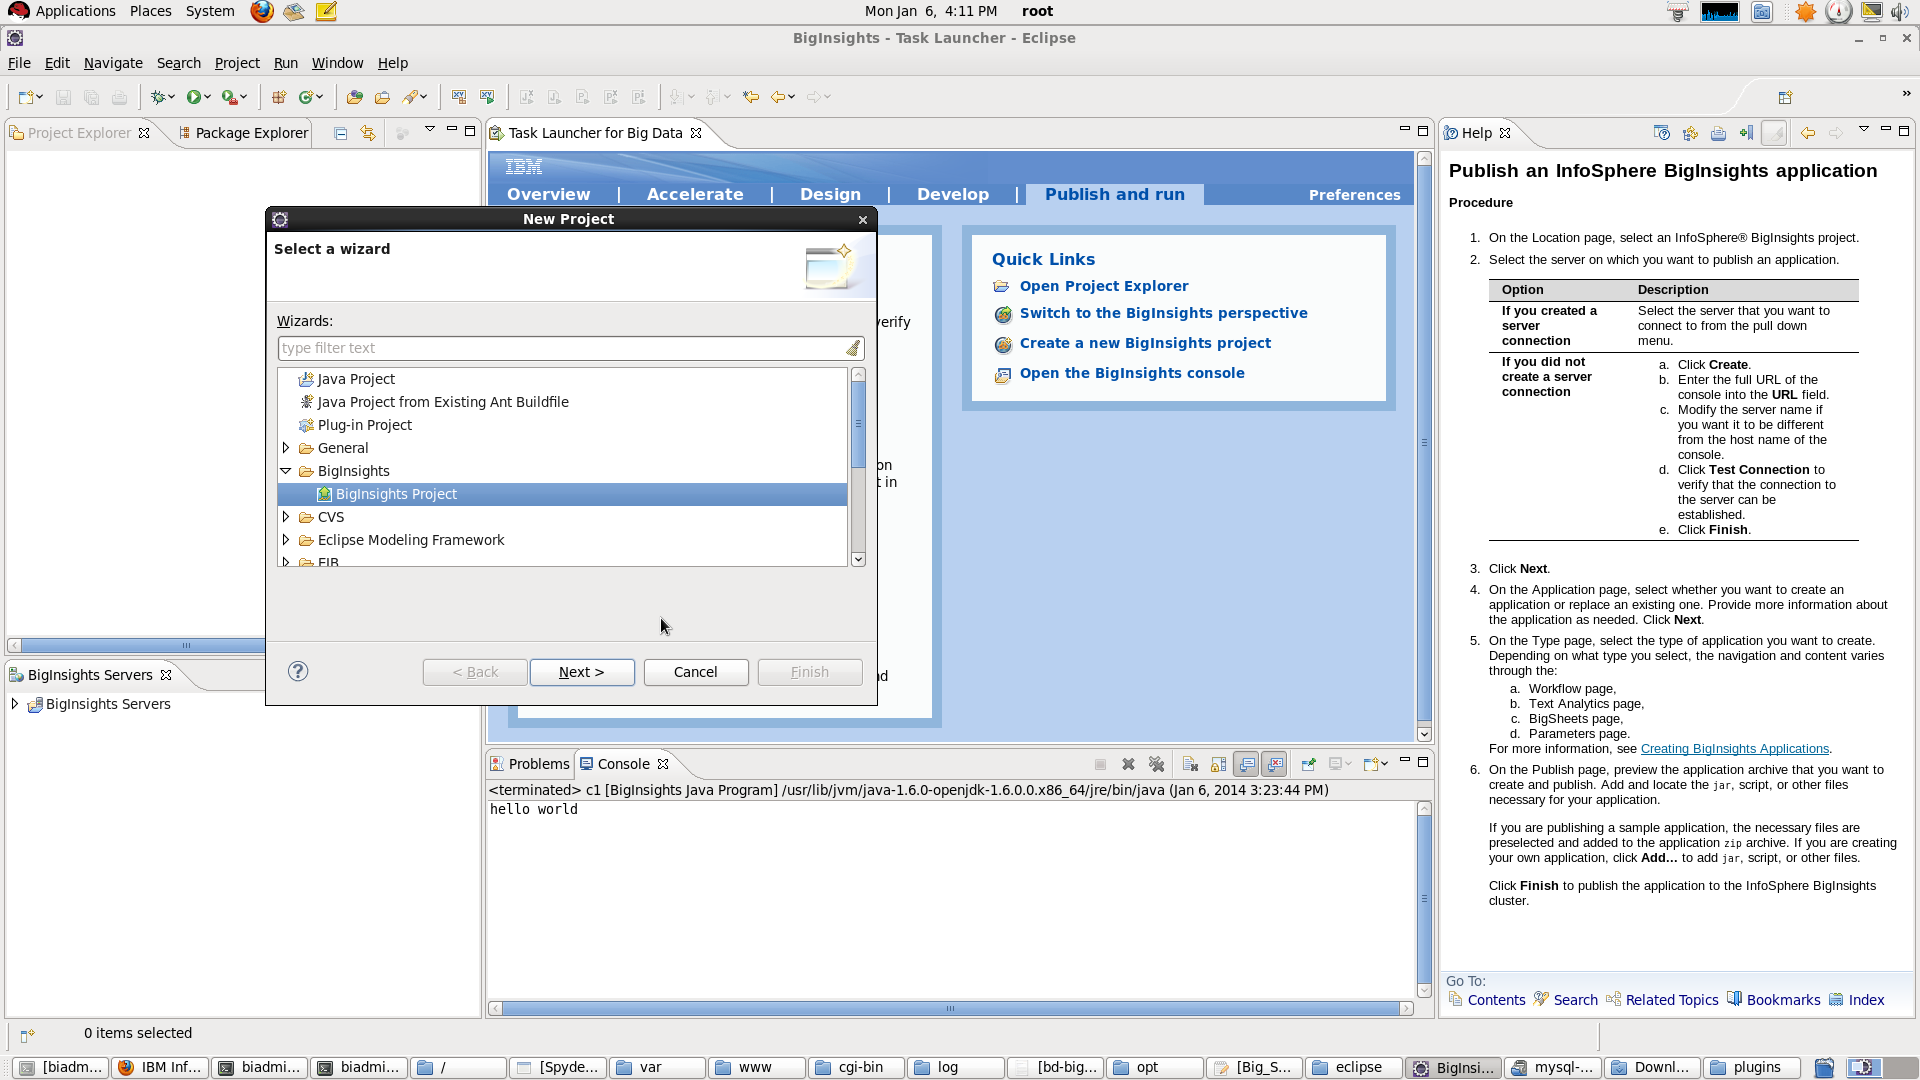 Applications Places System
Mon Jan 6, 4:11 PM root
BigInsights - Task Launcher - Eclipse
File Edit Navigate Search Project Run Window Help
Project Explorer
Package Explorer
Task Launcher for Big Data
IBM
Overview | Accelerate | Design | Develop | Publish and run
Preferences
New Project
Select a wizard
Wizards:
type filter text
Java Project
Java Project from Existing Ant Buildfile
Plug-in Project
General
BigInsights
BigInsights Project
CVS
Eclipse Modeling Framework
EJB
< Back
Next >
Cancel
Finish
verify
on
t in
nd
Quick Links
Open Project Explorer
Switch to the BigInsights perspective
Create a new BigInsights project
Open the BigInsights console
BigInsights Servers
BigInsights Servers
Problems
Console
<terminated> c1 [BigInsights Java Program] /usr/lib/jvm/java-1.6.0-openjdk-1.6.0.0.x86_64/jre/bin/java (Jan 6, 2014 3:23:44 PM)
hello world
Help
Publish an InfoSphere BigInsights application
Procedure
1. On the Location page, select an InfoSphere® BigInsights project.
2. Select the server on which you want to publish an application.
Option Description
If you created a server connection
Select the server that you want to
connect to from the pull down
menu.
If you did not
create a server
connection
a. Click Create.
b. Enter the full URL of the
console into the URL field.
c. Modify the server name if
you want it to be different
from the host name of the
console.
d. Click Test Connection to
verify that the connection to
the server can be
established.
e. Click Finish.
3. Click Next.
4. On the Application page, select whether you want to create an
application or replace an existing one. Provide more information about
the application as needed. Click Next.
5. On the Type page, select the type of application you want to create.
Depending on what type you select, the navigation and content varies
through the:
a. Workflow page,
b. Text Analytics page,
c. BigSheets page,
d. Parameters page.
For more information, see Creating BigInsights Applications.
6. On the Publish page, preview the application archive that you want to
create and publish. Add and locate the jar, script, or other files
necessary for your application.
If you are publishing a sample application, the necessary files are
preselected and added to the application zip archive. If you are creating
your own application, click Add... to add jar, script, or other files.
Click Finish to publish the application to the InfoSphere BigInsights
cluster.
Go To:
Contents Search Related Topics Bookmarks Index
0 items selected
[biadm...
IBM Inf...
biadmi...
biadmi...
/
[Spyde...
var
www
cgi-bin
log
[bd-big...
opt
[Big_S...
eclipse
BigInsi...
mysql-...
Downl...
plugins